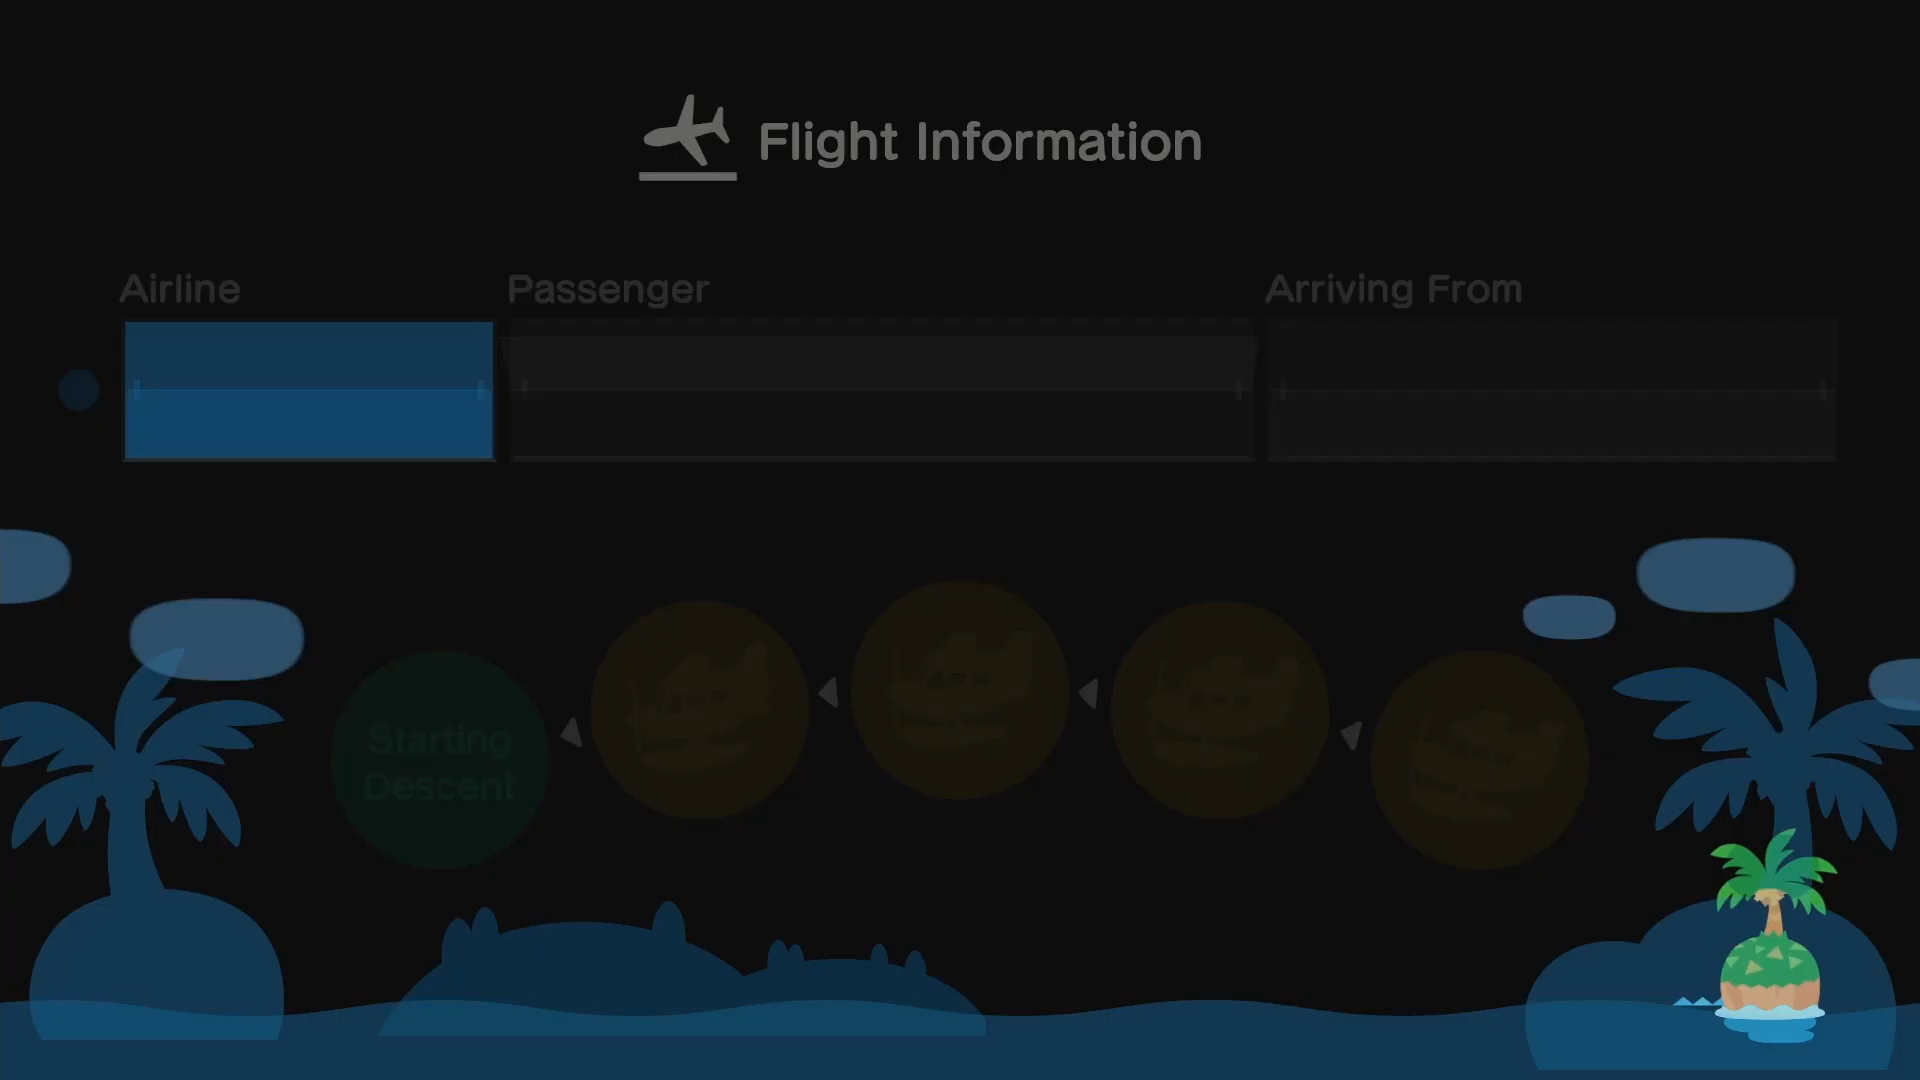 Flight Information
Airline
Passenger
Arriving From
Starting
Descent